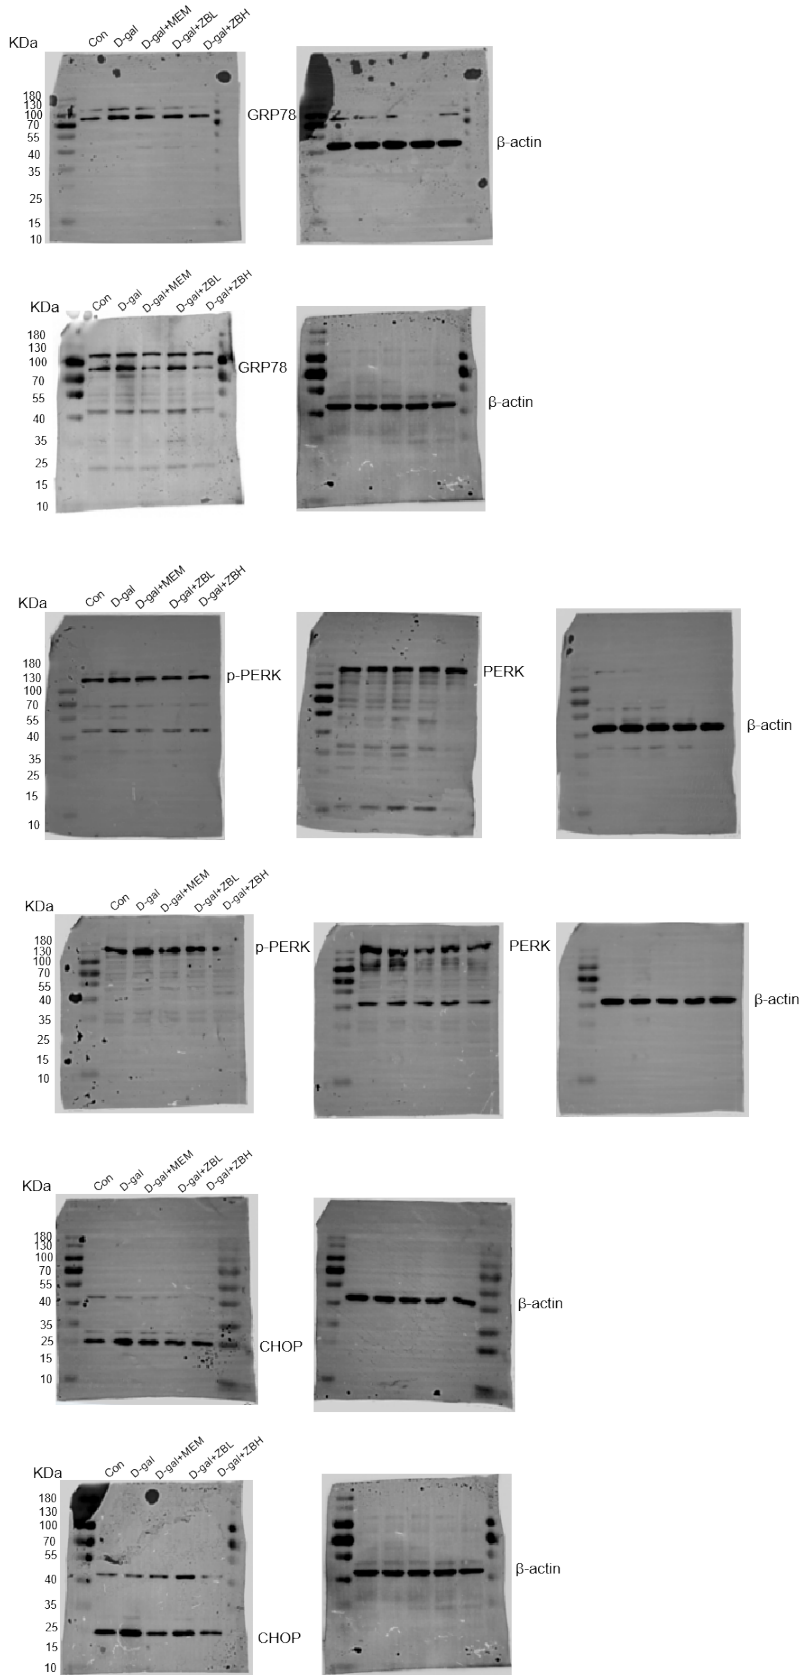 Con D-gal D-gal+MEM D-gal+ZBL D-gal+ZBH
KDa
180
130
100
70
55
40
35
25
15
10
GRP78
β-actin
Con D-gal D-gal+MEM D-gal+ZBL D-gal+ZBH
KDa
180
130
100
70
55
40
35
25
15
10
GRP78
β-actin
Con D-gal D-gal+MEM D-gal+ZBL D-gal+ZBH
KDa
180
130
100
70
55
40
35
25
15
10
p-PERK
PERK
β-actin
Con D-gal D-gal+MEM D-gal+ZBL D-gal+ZBH
KDa
180
130
100
70
55
40
35
25
15
10
p-PERK
PERK
β-actin
Con D-gal D-gal+MEM D-gal+ZBL D-gal+ZBH
KDa
180
130
100
70
55
40
35
25
15
10
CHOP
β-actin
Con D-gal D-gal+MEM D-gal+ZBL D-gal+ZBH
KDa
180
130
100
70
55
40
35
25
15
10
CHOP
β-actin